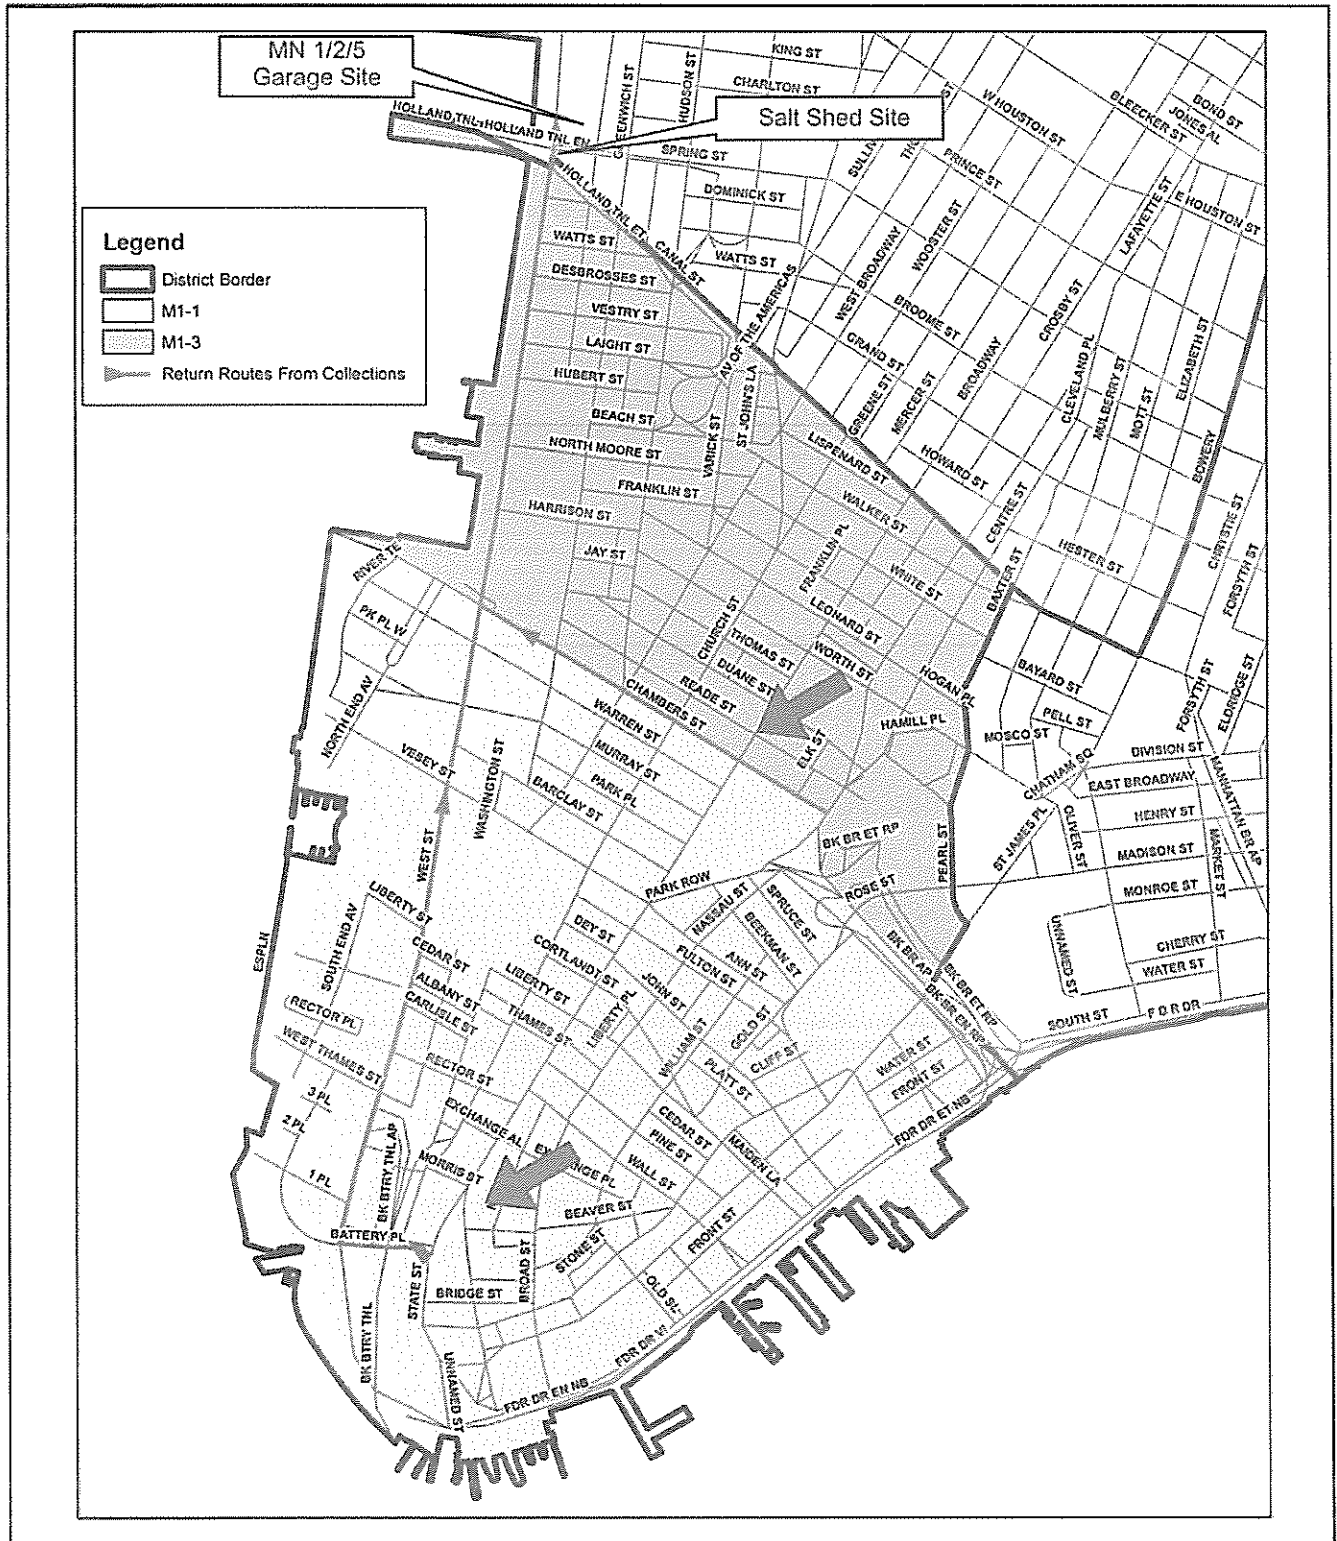 MN 1/2/5
Garage Site
Salt Shed Site
KING ST
CHARLTON ST
GREENWICH ST
HUDSON ST
HOLLAND TNL
HOLLAND TNL EN
SPRING ST
DOMINICK ST
HOLLAND TNL ET
CANAL ST
WATTS ST
WATTS ST
DESBROSSES ST
VESTRY ST
LAIGHT ST
HUBERT ST
BEACH ST
NORTH MOORE ST
FRANKLIN ST
HARRISON ST
JAY ST
VARICK ST
ST JOHN'S LA
AV OF THE AMERICAS
W HOUSTON ST
BLEECKER ST
BOND ST
JONES AL
PRINCE ST
E HOUSTON ST
LAFAYETTE ST
WOOSTER ST
WEST BROADWAY
BROOME ST
GRAND ST
GREENE ST
MERCER ST
BROADWAY
CROSBY ST
CLEVELAND PL
MULBERRY ST
MOTT ST
ELIZABETH ST
BOWERY
CHRYSTIE ST
FORSYTH ST
LISPENARD ST
HOWARD ST
WALKER ST
CENTRE ST
HESTER ST
BAXTER ST
WHITE ST
FRANKLIN PL
LEONARD ST
CHURCH ST
THOMAS ST
WORTH ST
DUANE ST
READE ST
CHAMBERS ST
HOGAN PL
HAMILL PL
ELK ST
BAYARD ST
PELL ST
MOSCO ST
CHATHAM SQ
FORSYTH ST
ELDRIDGE ST
DIVISION ST
EAST BROADWAY
MANHATTAN BR AP
HENRY ST
MADISON ST
MONROE ST
MARKET ST
OLIVER ST
ST JAMES PL
PEARL ST
CHERRY ST
WATER ST
UNNAMED ST
SOUTH ST
F D R DR
Legend
District Border
M1-1
M1-3
Return Routes From Collections
RIVER TE
PK PL W
NORTH END AV
VESEY ST
WARREN ST
MURRAY ST
PARK PL
BARCLAY ST
WASHINGTON ST
WEST ST
BK BR ET RP
ROSE ST
PARK ROW
NASSAU ST
SPRUCE ST
BEEKMAN ST
BK BR AP
BK BR ET RP
BK BR EN RP
LIBERTY ST
SOUTH END AV
ESPLN
CEDAR ST
ALBANY ST
CARLISLE ST
RECTOR PL
WEST THAMES ST
3 PL
2 PL
1 PL
DEY ST
CORTLANDT ST
LIBERTY ST
THAMES ST
LIBERTY PL
JOHN ST
FULTON ST
ANN ST
WILLIAM ST
GOLD ST
CLIFF ST
PLATT ST
WATER ST
FRONT ST
FDR DR ET NB
RECTOR ST
EXCHANGE AL
CEDAR ST
PINE ST
MAIDEN LA
WALL ST
MORRIS ST
BK BTRY TNL AP
BEAVER ST
FRONT ST
STONE ST
BATTERY PL
STATE ST
BRIDGE ST
BROAD ST
BK BTRY TNL
UNNAMED ST
FDR DR EN NB